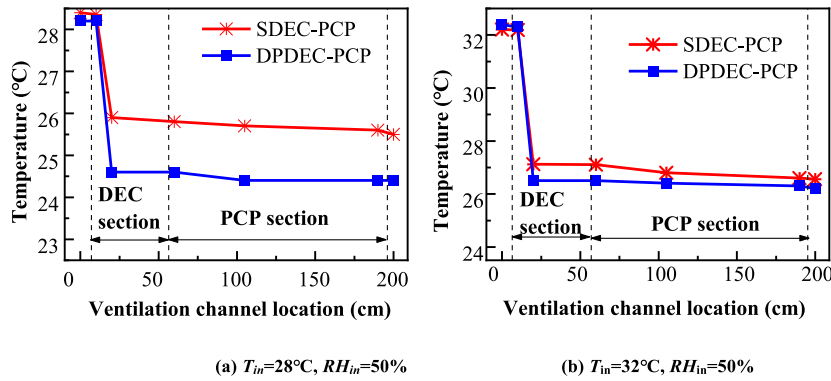 28
27
26
25
24
23
Temperature (°C)
SDEC-PCP
DPDEC-PCP
DEC
section
PCP section
0
50
100
150
200
Ventilation channel location (cm)
(a) Tin=28°C, RHin=50%
32
30
28
26
24
Temperature (°C)
SDEC-PCP
DPDEC-PCP
DEC
section
PCP section
0
50
100
150
200
Ventilation channel location (cm)
(b) Tin=32°C, RHin=50%